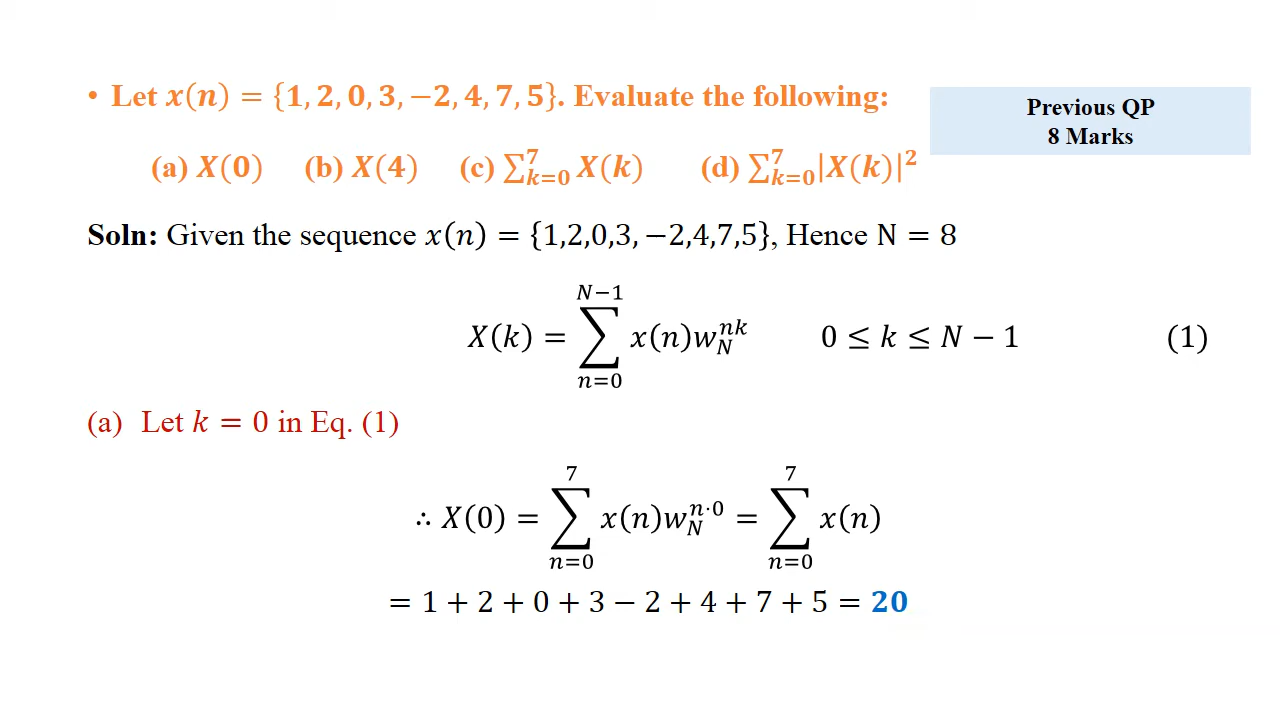 • Let x(n) = {1, 2, 0, 3, −2, 4, 7, 5}. Evaluate the following:
Previous QP
8 Marks
(a) X(0) (b) X(4) (c) ∑_{k=0}^{7} X(k) (d) ∑_{k=0}^{7} |X(k)|²
Soln: Given the sequence x(n) = {1,2,0,3, −2,4,7,5}, Hence N = 8
X(k) = ∑_{n=0}^{N−1} x(n)w_N^{nk} 0 ≤ k ≤ N − 1 (1)
(a) Let k = 0 in Eq. (1)
∴ X(0) = ∑_{n=0}^{7} x(n)w_N^{n·0} = ∑_{n=0}^{7} x(n)
= 1 + 2 + 0 + 3 − 2 + 4 + 7 + 5 = 20